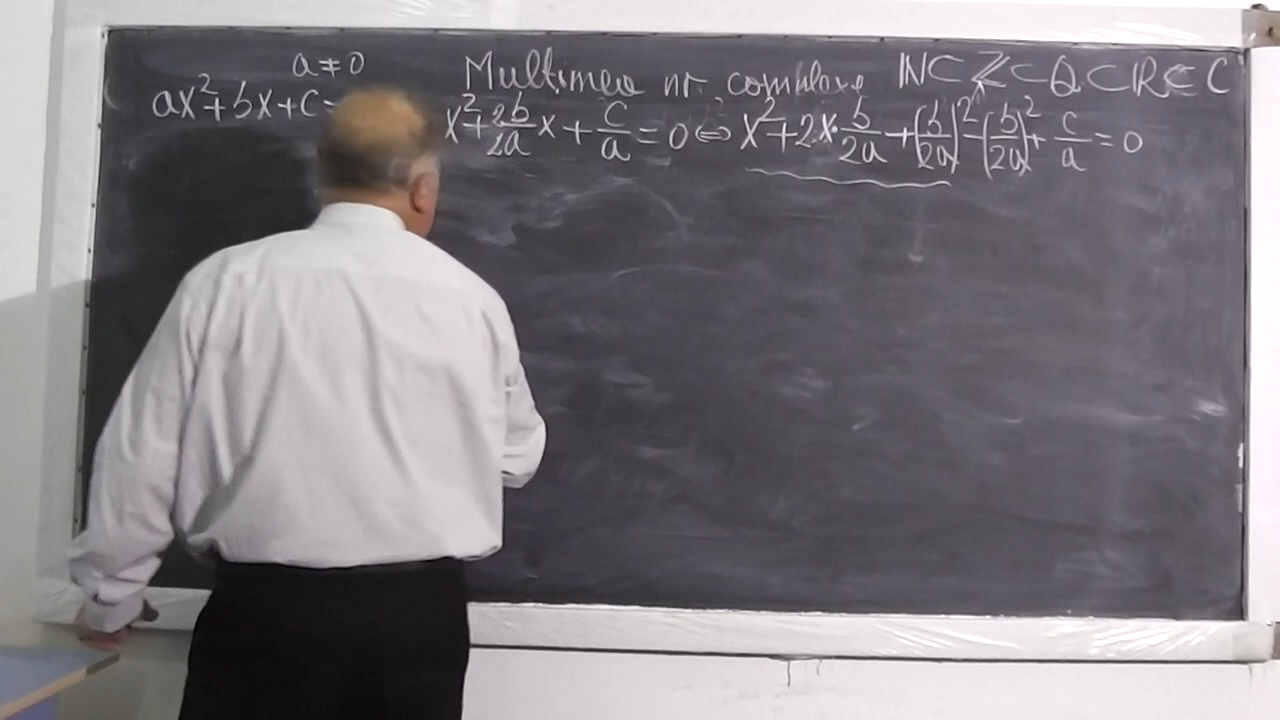 a ≠ 0 Multimea nr. complexe ℕ ⊂ ℤ ⊂ Q ⊂ ℝ ⊂ C
ax² + bx + c = x² + 2b/2a x + c/a = 0 ⇔ x² + 2x · b/2a + (b/2a)² - (b/2a)² + c/a = 0